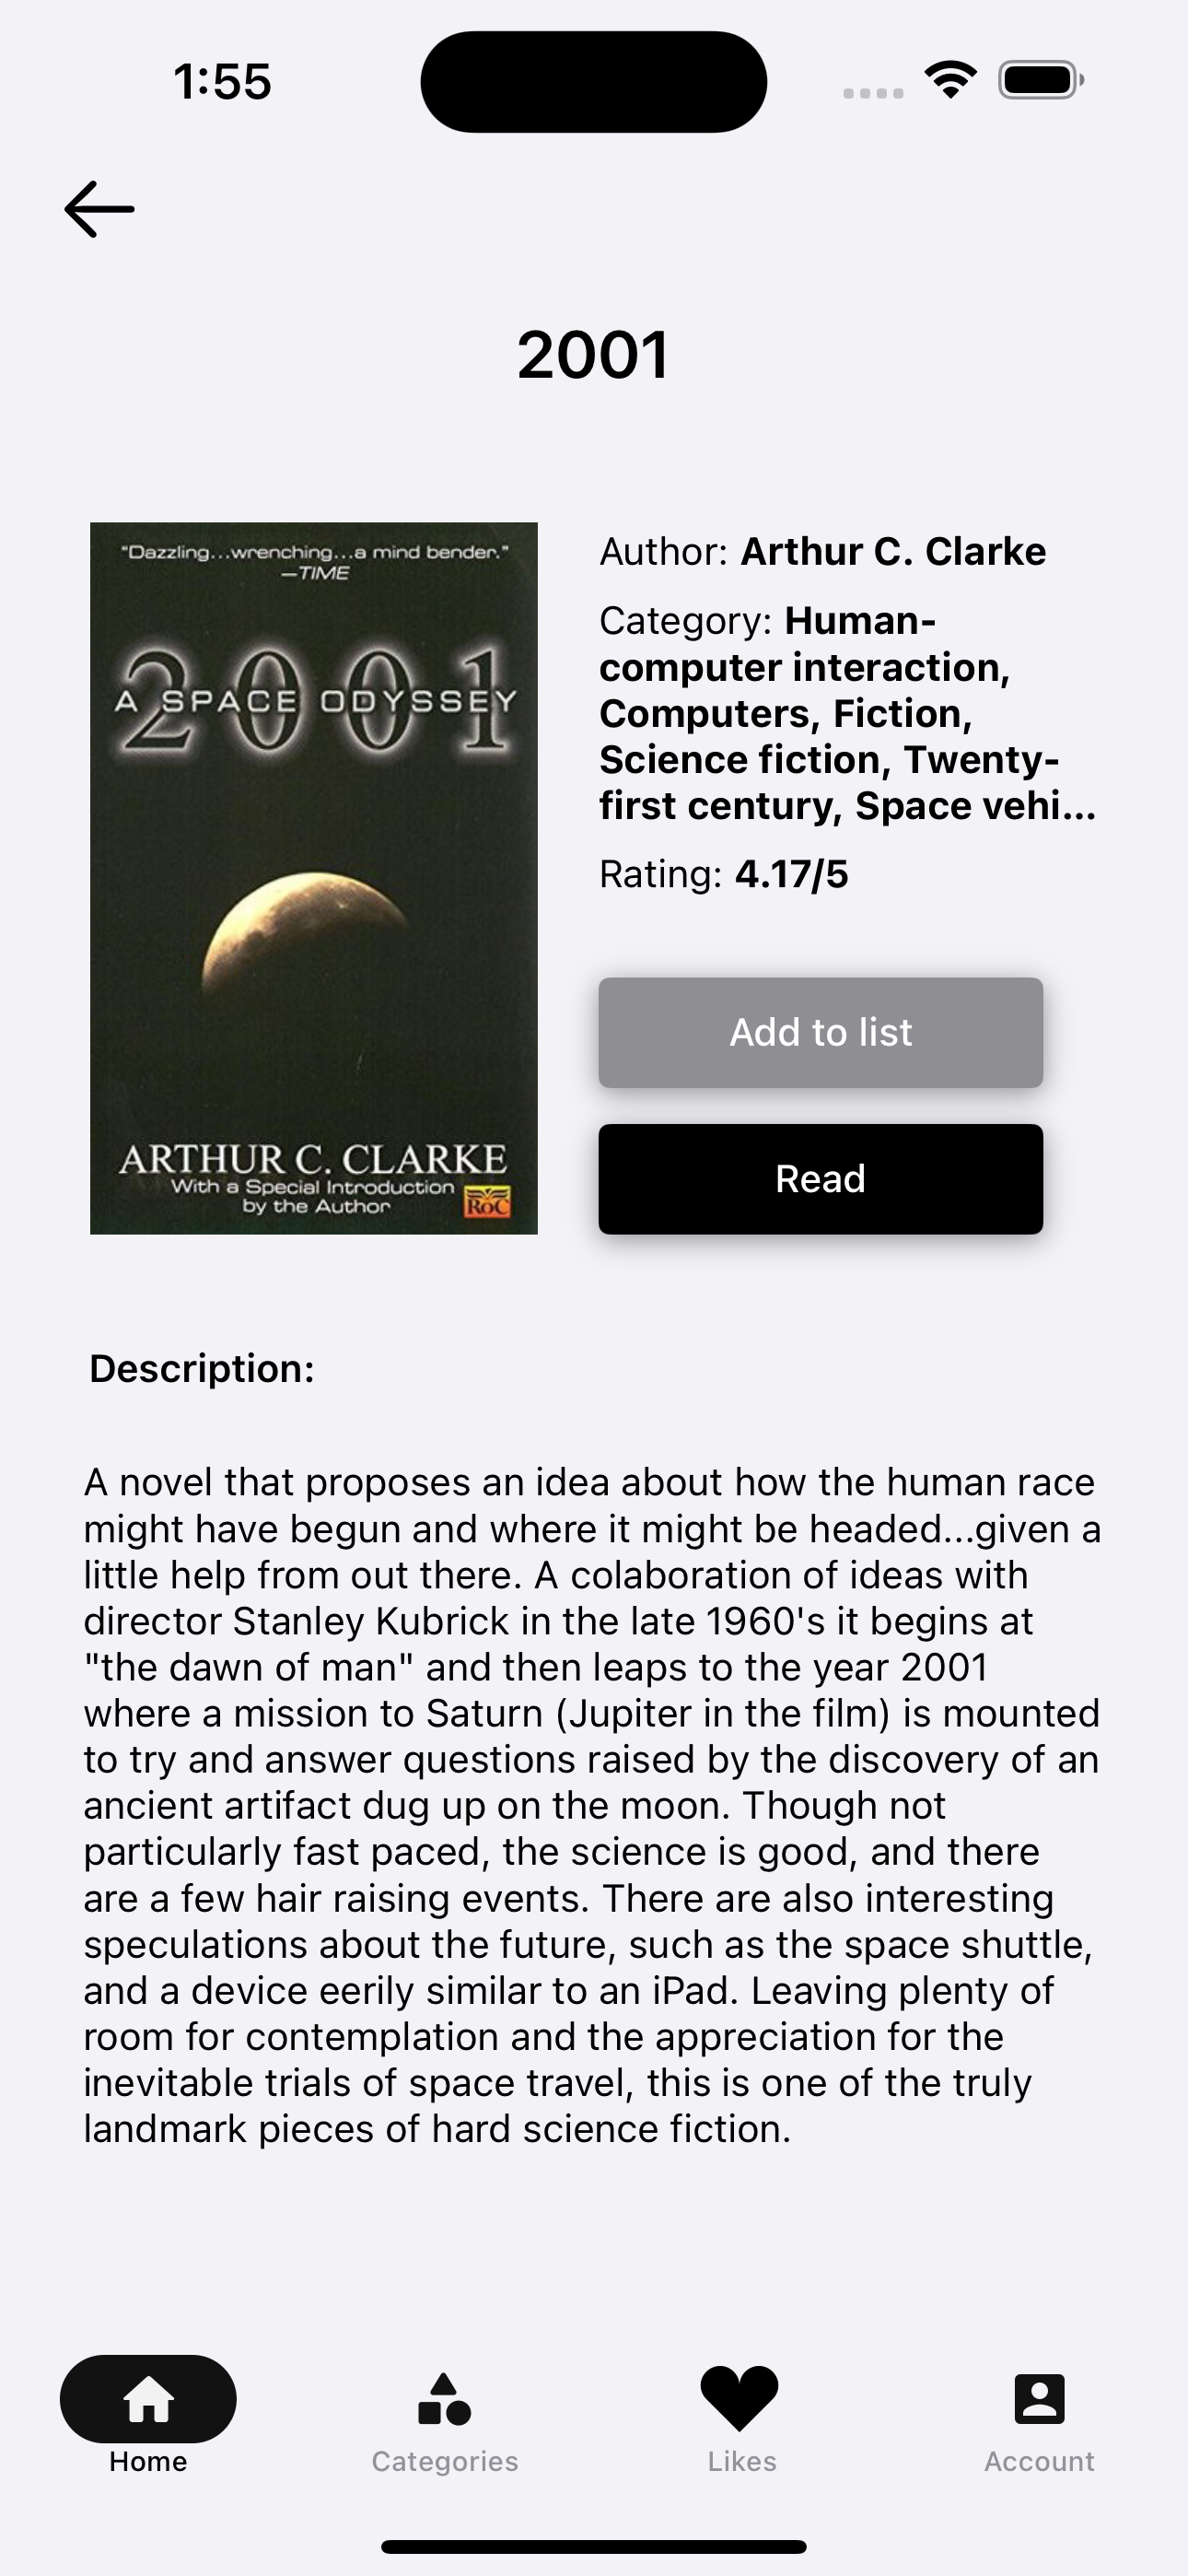 1:55
2001
"Dazzling...wrenching...a mind bender."
—TIME
2001
A SPACE ODYSSEY
ARTHUR C. CLARKE
With a Special Introduction
by the Author
ROC
Author: Arthur C. Clarke
Category: Human-
computer interaction,
Computers, Fiction,
Science fiction, Twenty-
first century, Space vehi...
Rating: 4.17/5
Add to list
Read
Description:
A novel that proposes an idea about how the human race
might have begun and where it might be headed...given a
little help from out there. A colaboration of ideas with
director Stanley Kubrick in the late 1960's it begins at
"the dawn of man" and then leaps to the year 2001
where a mission to Saturn (Jupiter in the film) is mounted
to try and answer questions raised by the discovery of an
ancient artifact dug up on the moon. Though not
particularly fast paced, the science is good, and there
are a few hair raising events. There are also interesting
speculations about the future, such as the space shuttle,
and a device eerily similar to an iPad. Leaving plenty of
room for contemplation and the appreciation for the
inevitable trials of space travel, this is one of the truly
landmark pieces of hard science fiction.
Home
Categories
Likes
Account